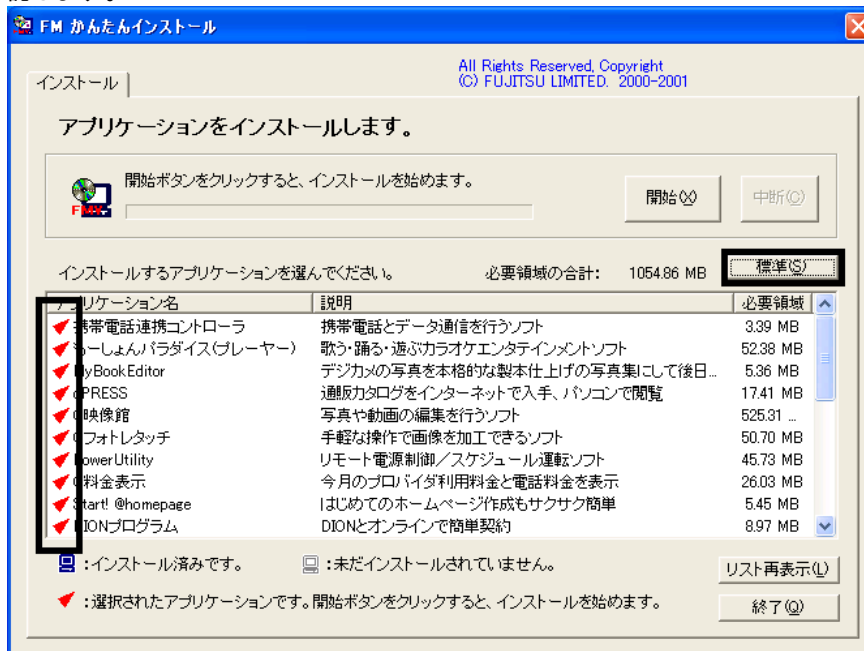 FM かんたんインストール
All Rights Reserved, Copyright
(C) FUJITSU LIMITED. 2000-2001
インストール
アプリケーションをインストールします。
開始ボタンをクリックすると、インストールを始めます。
開始(X)
中断(C)
FMV
インストールするアプリケーションを選んでください。
必要領域の合計: 1054.86 MB
標準(S)
アプリケーション名 説明 必要領域
携帯電話連携コントローラ 携帯電話とデータ通信を行うソフト 3.39 MB
らーしょんパラダイス(プレーヤー) 歌う・踊る・遊ぶカラオケエンタテインメントソフト 52.38 MB
MyBookEditor デジカメの写真を本格的な製本仕上げの写真集にして後日... 5.36 MB
PRESS 通販カタログをインターネットで入手、パソコンで閲覧 17.41 MB
映像館 写真や動画の編集を行うソフト 525.31 ...
フォトレタッチ 手軽な操作で画像を加工できるソフト 50.70 MB
PowerUtility リモート電源制御/スケジュール運転ソフト 45.73 MB
料金表示 今月のプロバイダ利用料金と電話料金を表示 26.03 MB
Start! @homepage はじめてのホームページ作成もサクサク簡単 5.45 MB
DIONプログラム DIONとオンラインで簡単契約 8.97 MB
:インストール済みです。 :未だインストールされていません。
リスト再表示(L)
:選択されたアプリケーションです。開始ボタンをクリックすると、インストールを始めます。
終了(Q)